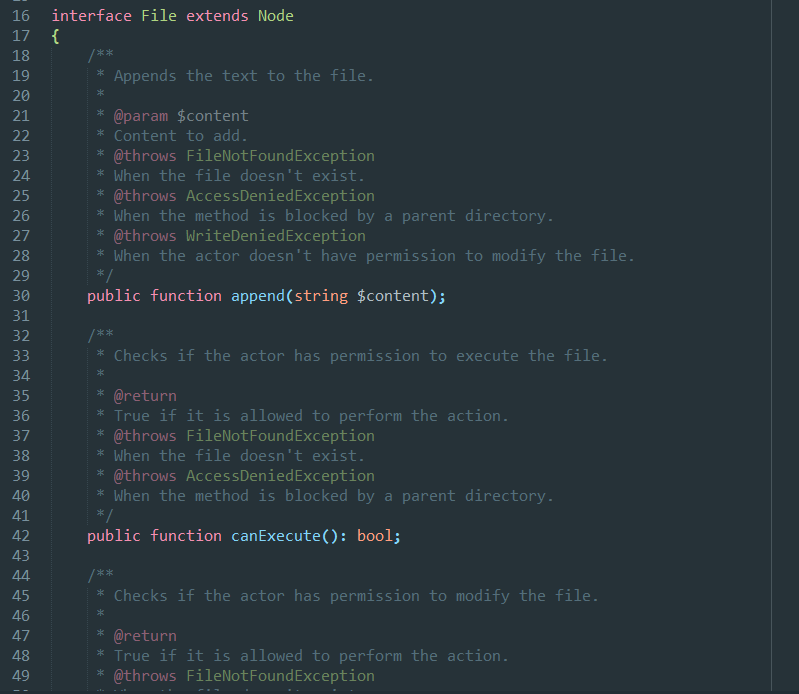 16 interface File extends Node
17 {
18 /**
19 * Appends the text to the file.
20 *
21 * @param $content
22 * Content to add.
23 * @throws FileNotFoundException
24 * When the file doesn't exist.
25 * @throws AccessDeniedException
26 * When the method is blocked by a parent directory.
27 * @throws WriteDeniedException
28 * When the actor doesn't have permission to modify the file.
29 */
30 public function append(string $content);
31
32 /**
33 * Checks if the actor has permission to execute the file.
34 *
35 * @return
36 * True if it is allowed to perform the action.
37 * @throws FileNotFoundException
38 * When the file doesn't exist.
39 * @throws AccessDeniedException
40 * When the method is blocked by a parent directory.
41 */
42 public function canExecute(): bool;
43
44 /**
45 * Checks if the actor has permission to modify the file.
46 *
47 * @return
48 * True if it is allowed to perform the action.
49 * @throws FileNotFoundException